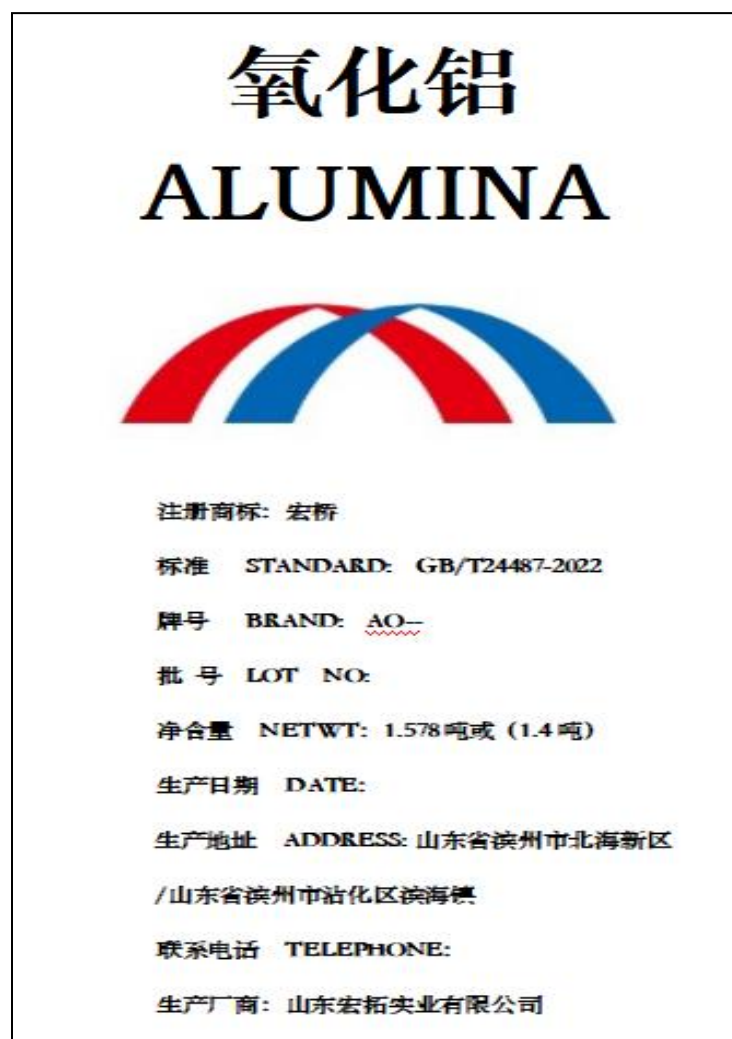 氧化铝
ALUMINA
注册商标：宏桥
标准 STANDARD: GB/T24487-2022
牌号 BRAND: AO--
批 号 LOT NO:
净含量 NETWT: 1.578吨或（1.4吨）
生产日期 DATE:
生产地址 ADDRESS: 山东省滨州市北海新区
/山东省滨州市沾化区滨海镇
联系电话 TELEPHONE:
生产厂商：山东宏拓实业有限公司